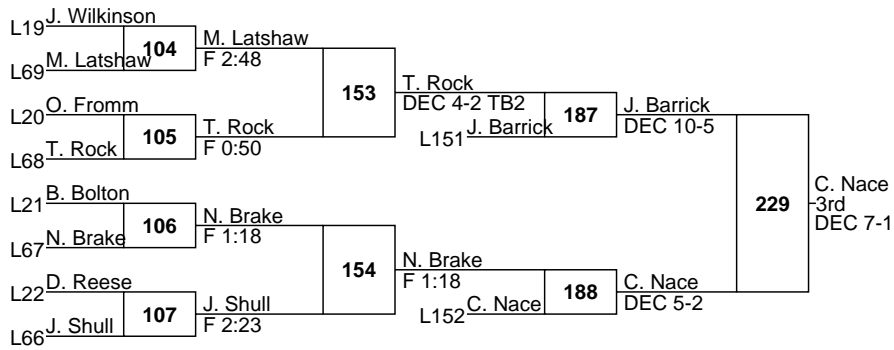 J. Wilkinson
L19
104
M. Latshaw
F 2:48
M. Latshaw
L69
153
T. Rock
DEC 4-2 TB2
O. Fromm
L20
105
T. Rock
F 0:50
T. Rock
L68
187
J. Barrick
DEC 10-5
J. Barrick
L151
B. Bolton
L21
106
N. Brake
F 1:18
N. Brake
L67
229
C. Nace
3rd
DEC 7-1
154
N. Brake
F 1:18
D. Reese
L22
107
J. Shull
F 2:23
J. Shull
L66
188
C. Nace
DEC 5-2
C. Nace
L152